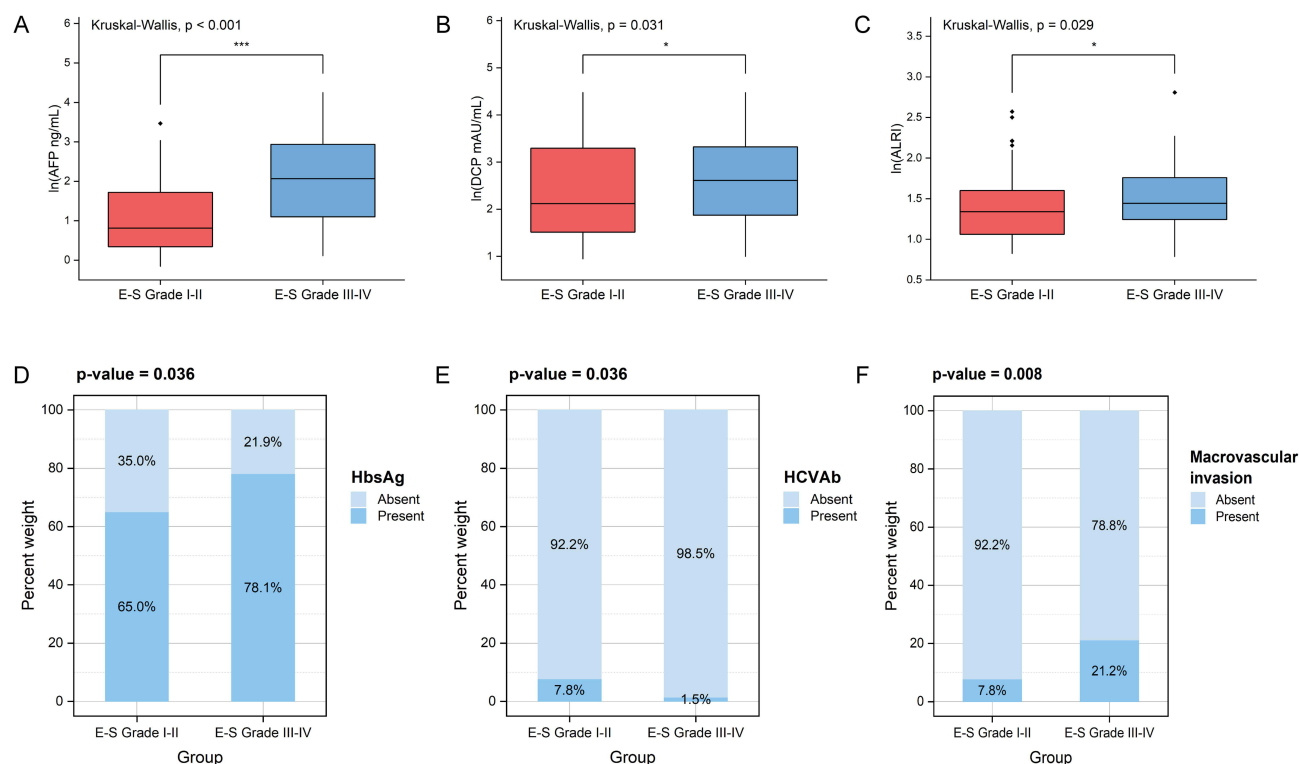 A
Kruskal-Wallis, p < 0.001
***
ln(AFP ng/mL)
6
5
4
3
2
1
0
E-S Grade I-II
E-S Grade III-IV
B
Kruskal-Wallis, p = 0.031
*
ln(DCP mAU/mL)
6
5
4
3
2
1
E-S Grade I-II
E-S Grade III-IV
C
Kruskal-Wallis, p = 0.029
*
ln(ALRI)
3.5
3.0
2.5
2.0
1.5
1.0
0.5
E-S Grade I-II
E-S Grade III-IV
D
p-value = 0.036
Percent weight
100
80
60
40
20
0
35.0%
65.0%
21.9%
78.1%
E-S Grade I-II
E-S Grade III-IV
Group
HbsAg
Absent
Present
E
p-value = 0.036
Percent weight
100
80
60
40
20
0
92.2%
7.8%
98.5%
1.5%
E-S Grade I-II
E-S Grade III-IV
Group
HCVAb
Absent
Present
F
p-value = 0.008
Percent weight
100
80
60
40
20
0
92.2%
7.8%
78.8%
21.2%
E-S Grade I-II
E-S Grade III-IV
Group
Macrovascular
invasion
Absent
Present